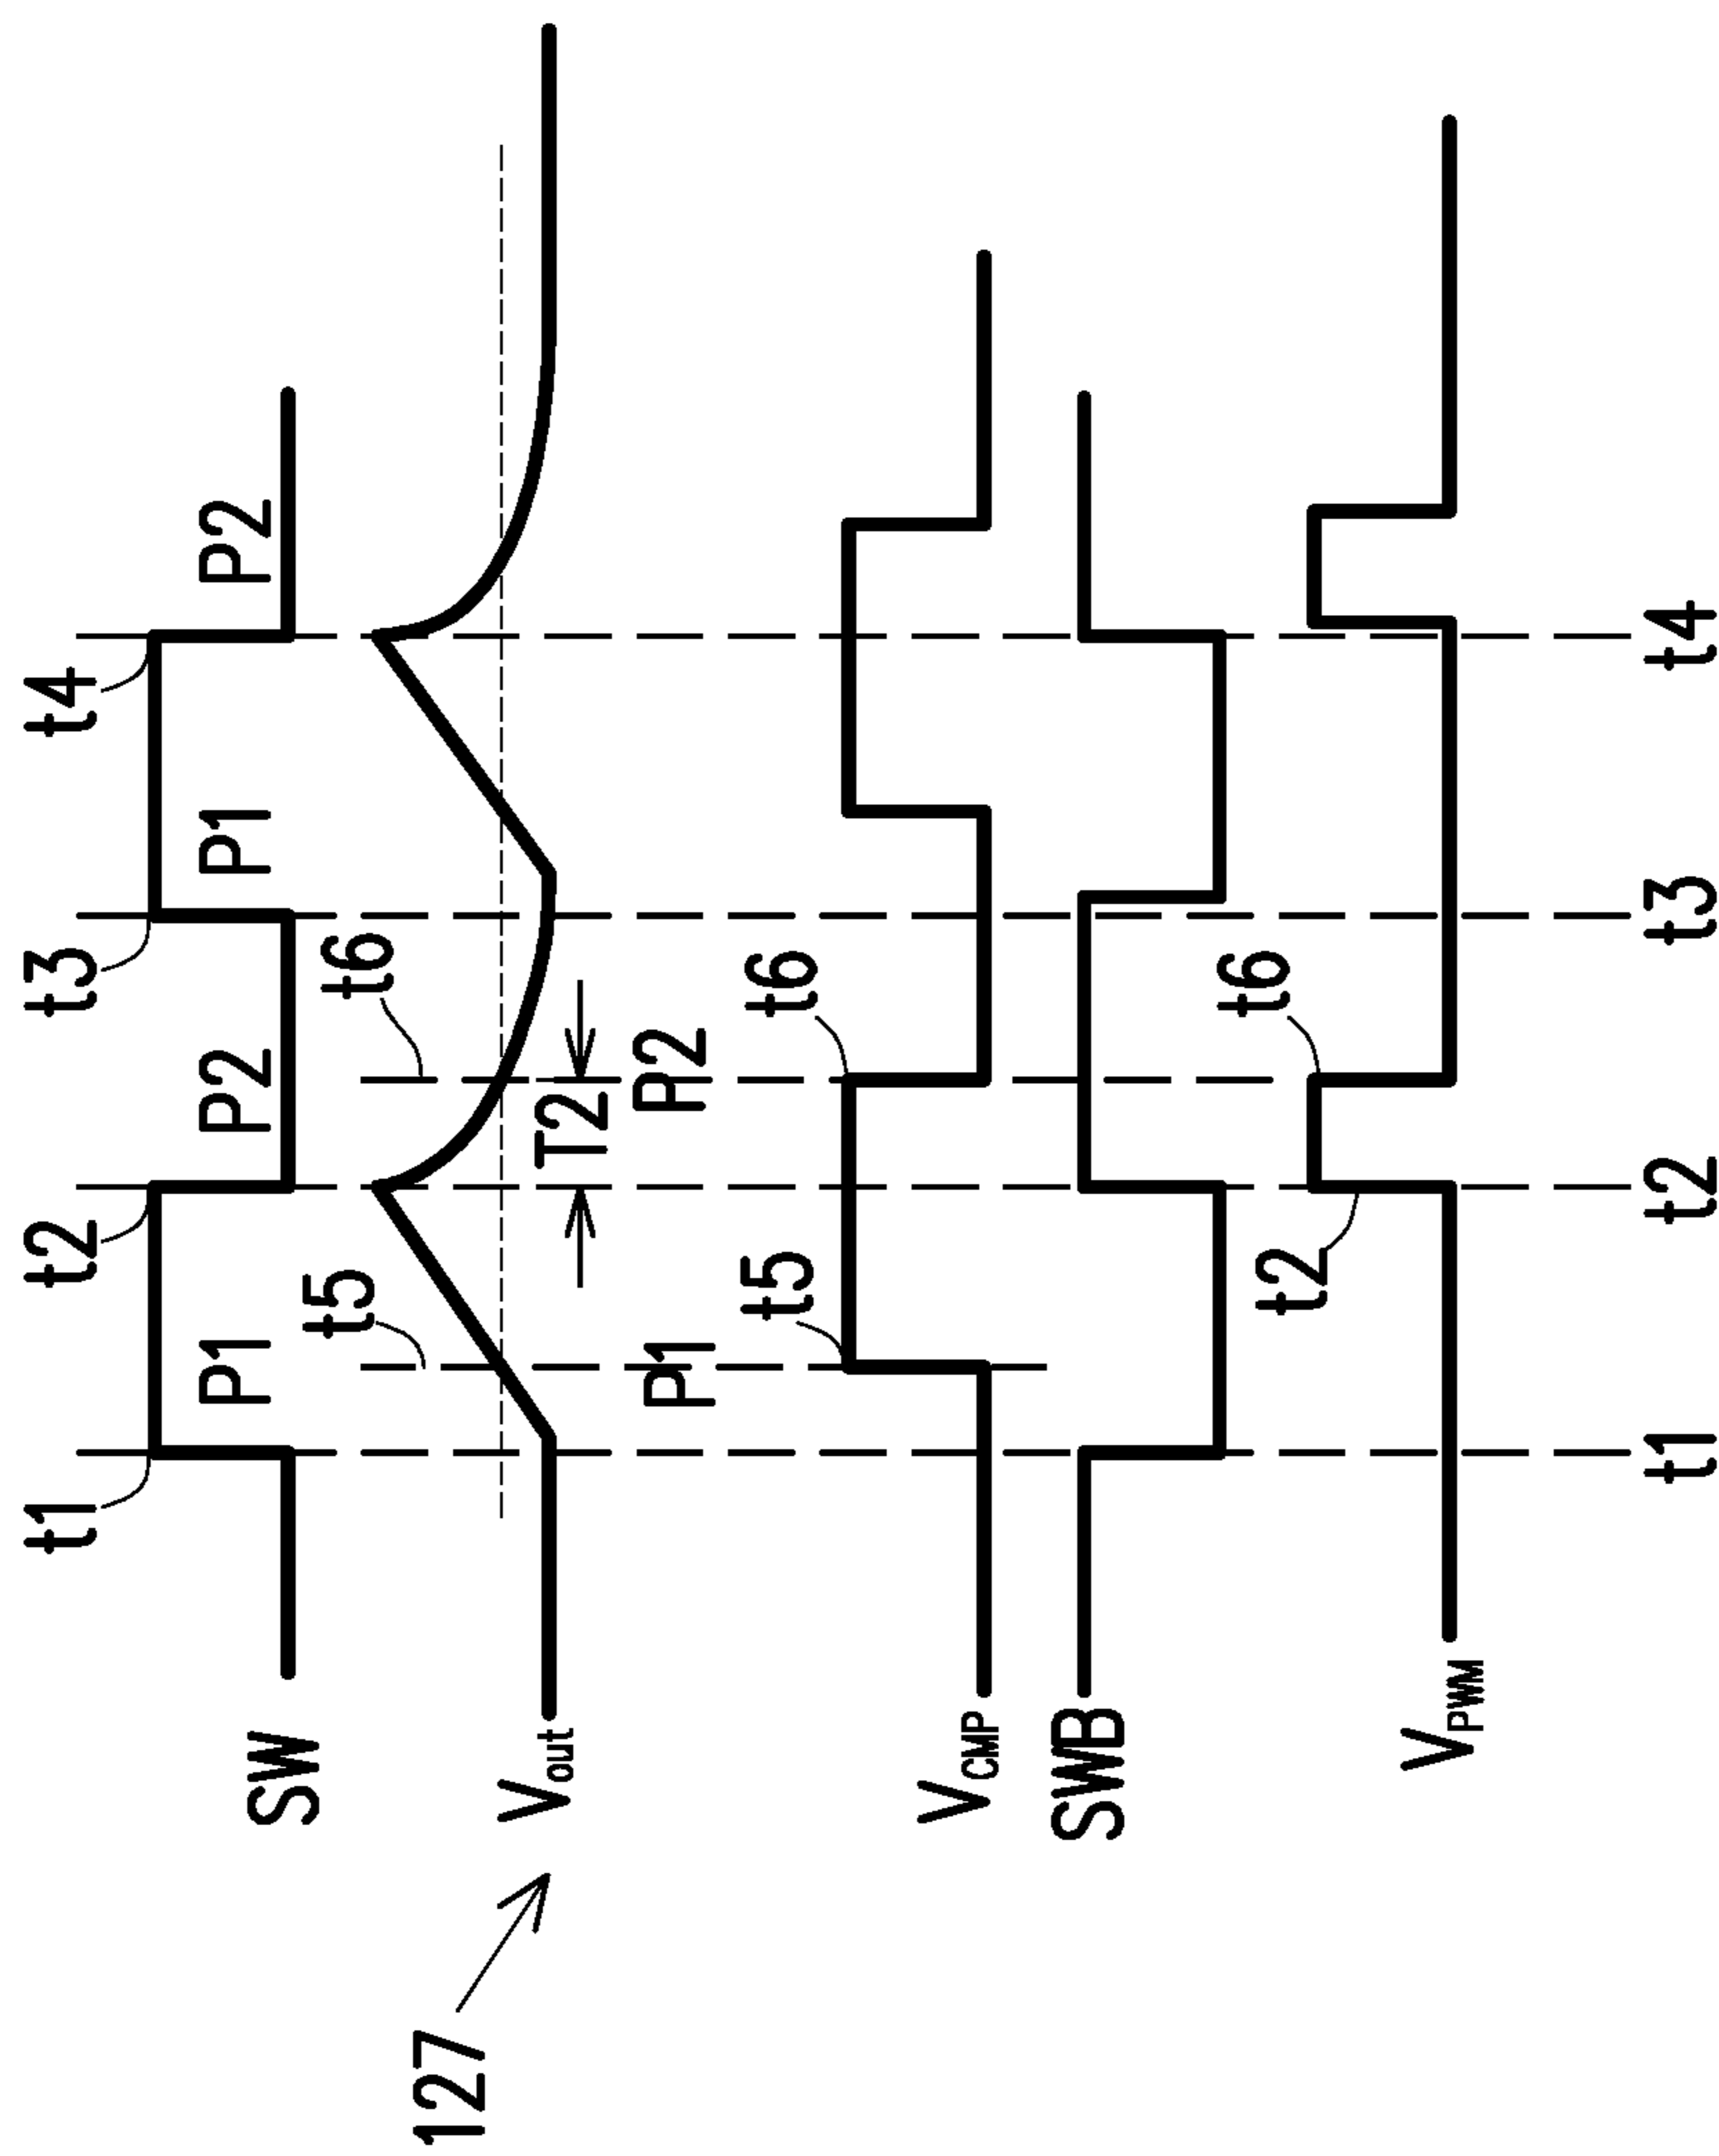 t1 t2 t3 t4
SW P1 P2 P1 P2
t5 t6
127 Vout T2
P1 P2
t5 t6
VCMP
SWB
t2 t6
VPWM
t1 t2 t3 t4